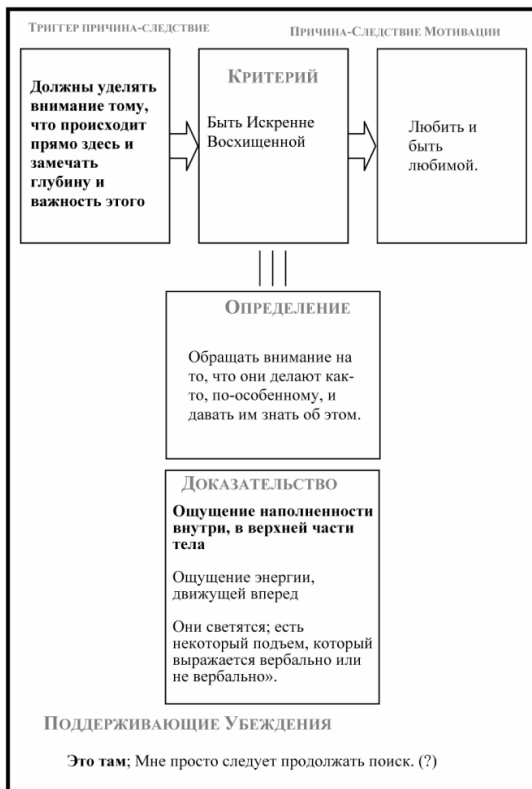 ТРИГГЕР ПРИЧИНА-СЛЕДСТВИЕ
ПРИЧИНА-СЛЕДСТВИЕ МОТИВАЦИИ
Должны уделять
внимание тому,
что происходит
прямо здесь и
замечать
глубину и
важность этого
КРИТЕРИЙ
Быть Искренне
Восхищенной
Любить и
быть
любимой.
ОПРЕДЕЛЕНИЕ
Обращать внимание на
то, что они делают как-
то, по-особенному, и
давать им знать об этом.
ДОКАЗАТЕЛЬСТВО
Ощущение наполненности
внутри, в верхней части
тела
Ощущение энергии,
движущей вперед
Они светятся; есть
некоторый подъем, который
выражается вербально или
не вербально».
ПОДДЕРЖИВАЮЩИЕ УБЕЖДЕНИЯ
Это там; Мне просто следует продолжать поиск. (?)